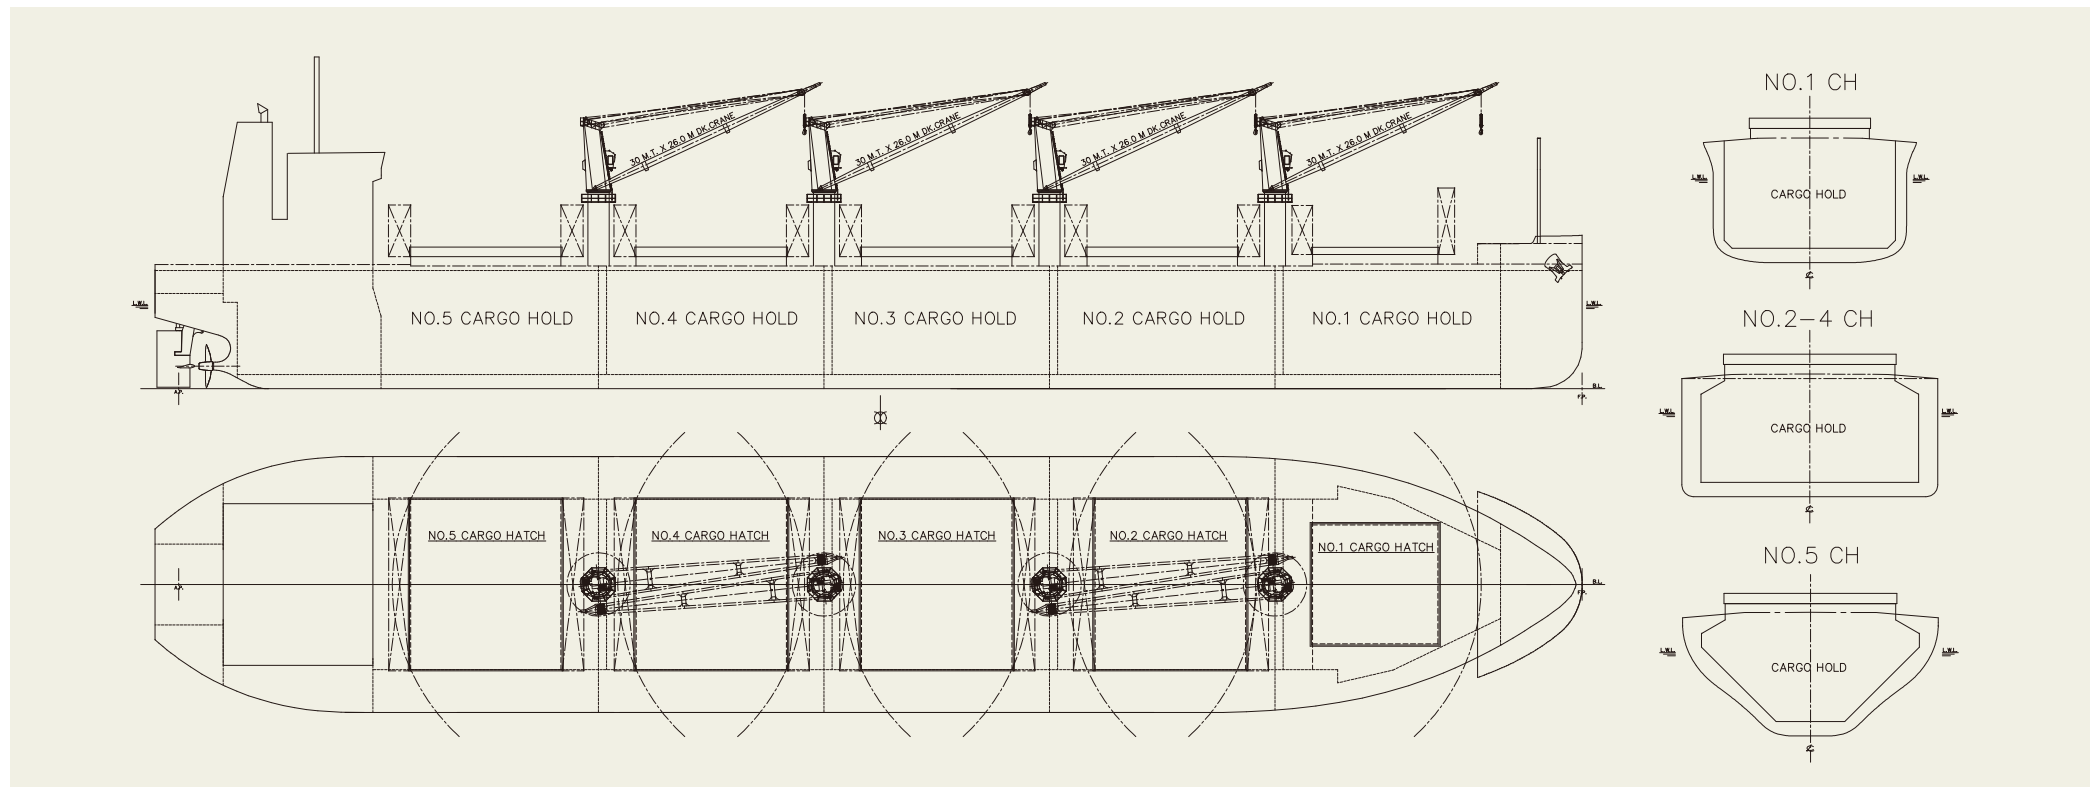 30 M.T. X 26.0 M DK.CRANE
30 M.T. X 26.0 M DK.CRANE
30 M.T. X 26.0 M DK.CRANE
30 M.T. X 26.0 M DK.CRANE
L.W.L.
NO.5 CARGO HOLD
NO.4 CARGO HOLD
NO.3 CARGO HOLD
NO.2 CARGO HOLD
NO.1 CARGO HOLD
L.W.L.
A.P.
B.L.
F.P.
NO.5 CARGO HATCH
NO.4 CARGO HATCH
NO.3 CARGO HATCH
NO.2 CARGO HATCH
NO.1 CARGO HATCH
A.P.
B.L.
F.P.
NO.1 CH
L.W.L.
CARGO HOLD
L.W.L.
NO.2-4 CH
L.W.L.
CARGO HOLD
L.W.L.
NO.5 CH
L.W.L.
CARGO HOLD
L.W.L.